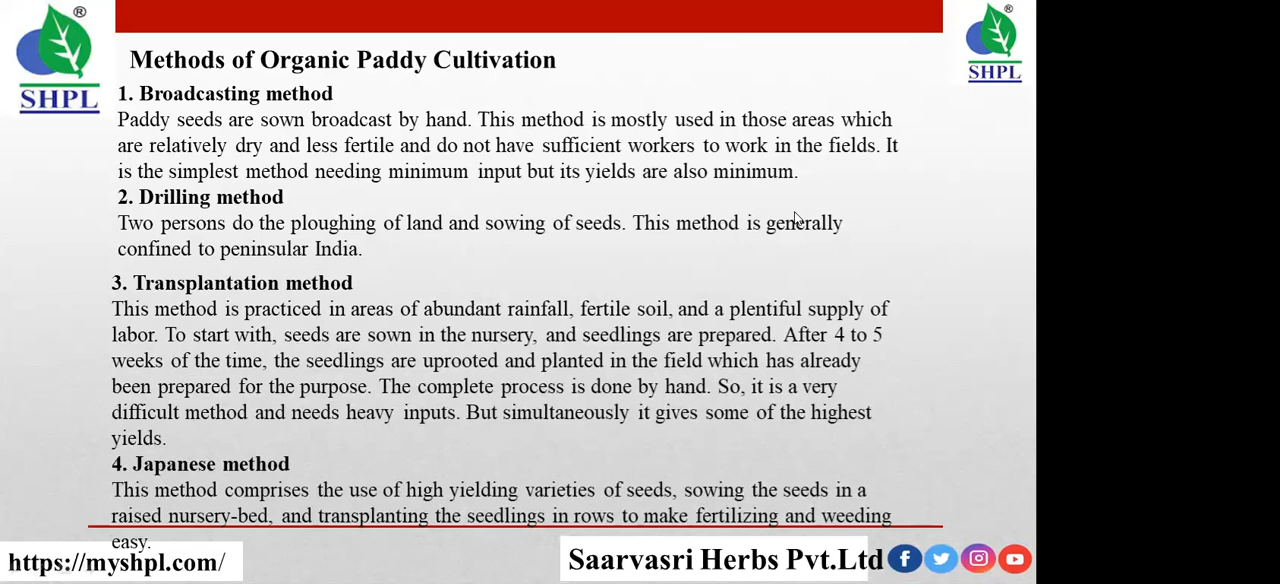 ®
SHPL
®
SHPL
Methods of Organic Paddy Cultivation
1. Broadcasting method
Paddy seeds are sown broadcast by hand. This method is mostly used in those areas which
are relatively dry and less fertile and do not have sufficient workers to work in the fields. It
is the simplest method needing minimum input but its yields are also minimum.
2. Drilling method
Two persons do the ploughing of land and sowing of seeds. This method is generally
confined to peninsular India.
3. Transplantation method
This method is practiced in areas of abundant rainfall, fertile soil, and a plentiful supply of
labor. To start with, seeds are sown in the nursery, and seedlings are prepared. After 4 to 5
weeks of the time, the seedlings are uprooted and planted in the field which has already
been prepared for the purpose. The complete process is done by hand. So, it is a very
difficult method and needs heavy inputs. But simultaneously it gives some of the highest
yields.
4. Japanese method
This method comprises the use of high yielding varieties of seeds, sowing the seeds in a
raised nursery-bed, and transplanting the seedlings in rows to make fertilizing and weeding
easy.
https://myshpl.com/
Saarvasri Herbs Pvt.Ltd